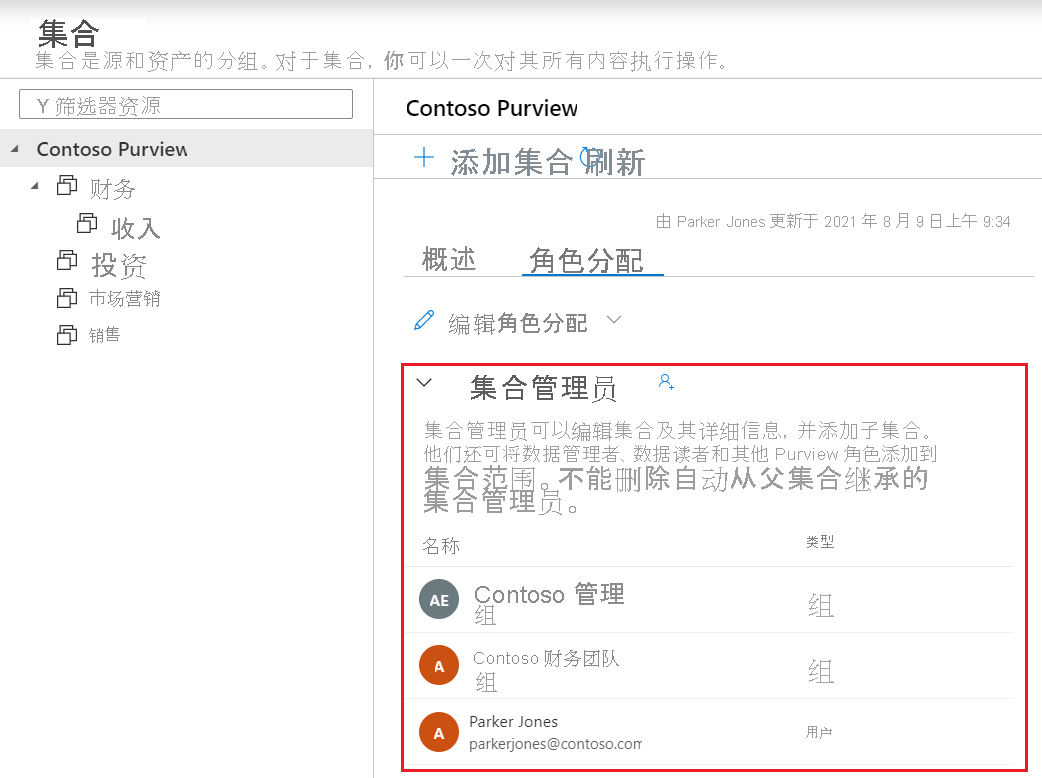 集合
集合是源和资产的分组。对于集合，你可以一次对其所有内容执行操作。
Y 筛选器资源
Contoso Purview
财务
收入
投资
市场营销
销售
Contoso Purview
添加集合 刷新
由 Parker Jones 更新于 2021 年 8 月 9 日上午 9:34
概述 角色分配
编辑角色分配
集合管理员
集合管理员可以编辑集合及其详细信息，并添加子集合。
他们还可将数据管理者、数据读者和其他 Purview 角色添加到
集合范围。不能删除自动从父集合继承的
集合管理员。
名称 类型
AE Contoso 管理 组
组
A Contoso 财务团队 组
组
A Parker Jones 用户
parkerjones@contoso.com